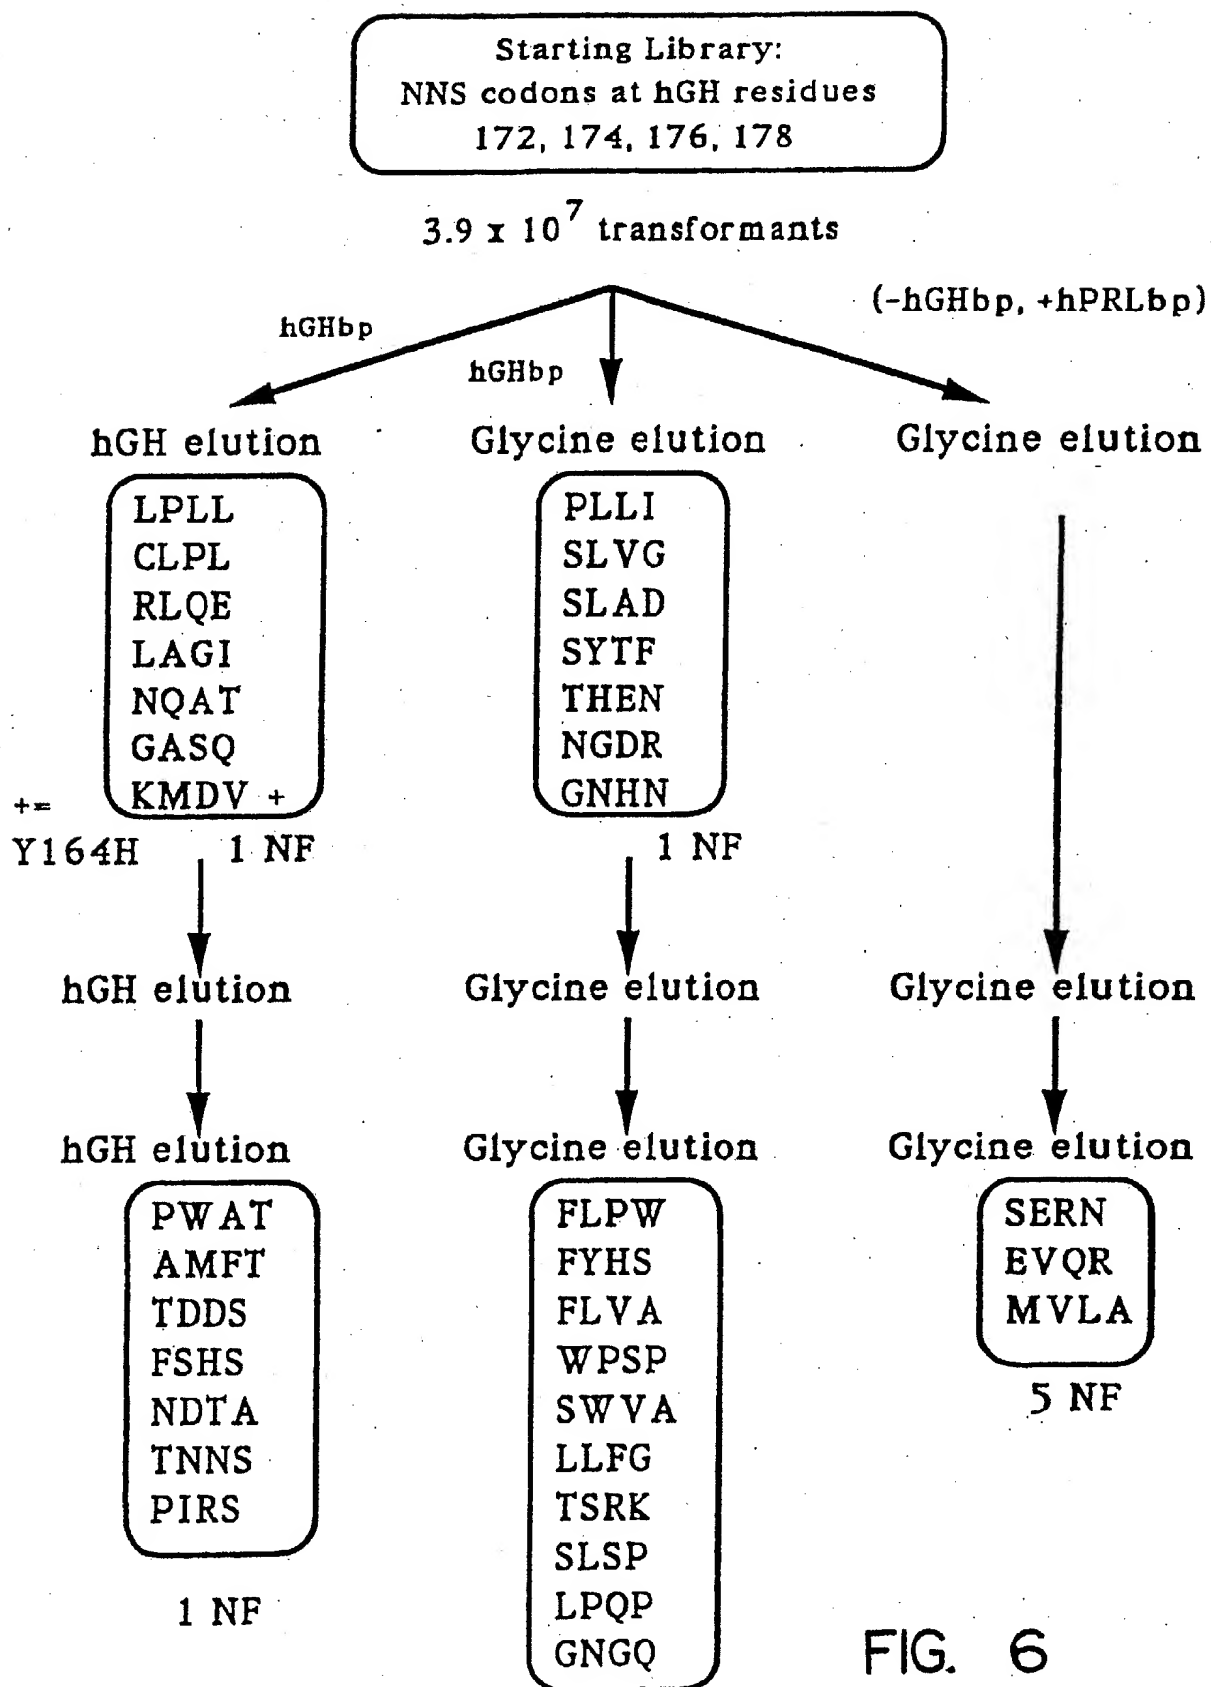 Starting Library:
NNS codons at hGH residues
172, 174, 176, 178
3.9 x 10^7 transformants
(-hGHbp, +hPRLbp)
hGHbp
hGHbp
hGH elution
Glycine elution
Glycine elution
LPLL
CLPL
RLQE
LAGI
NQAT
GASQ
KMDV +
+=
Y164H
1 NF
PLLI
SLVG
SLAD
SYTF
THEN
NGDR
GNHN
1 NF
hGH elution
Glycine elution
Glycine elution
hGH elution
Glycine elution
Glycine elution
PWAT
AMFT
TDDS
FSHS
NDTA
TNNS
PIRS
1 NF
FLPW
FYHS
FLVA
WPSP
SWVA
LLFG
TSRK
SLSP
LPQP
GNGQ
SERN
EVQR
MVLA
5 NF
FIG. 6